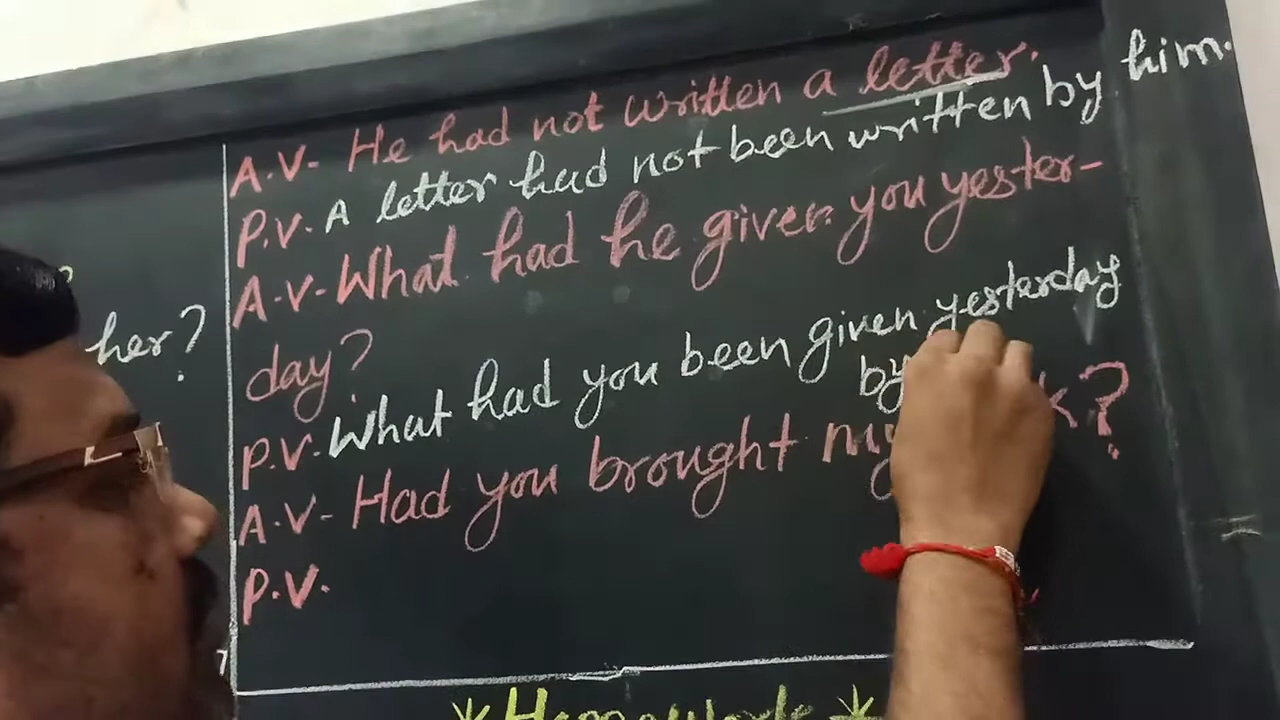 A.V- He had not written a letter.
P.V. A letter had not been written by him.
A.V- What had he given you yester-
day?
her?
P.V. What had you been given yesterday
by
A.V- Had you brought my
P.V.
*Homework*